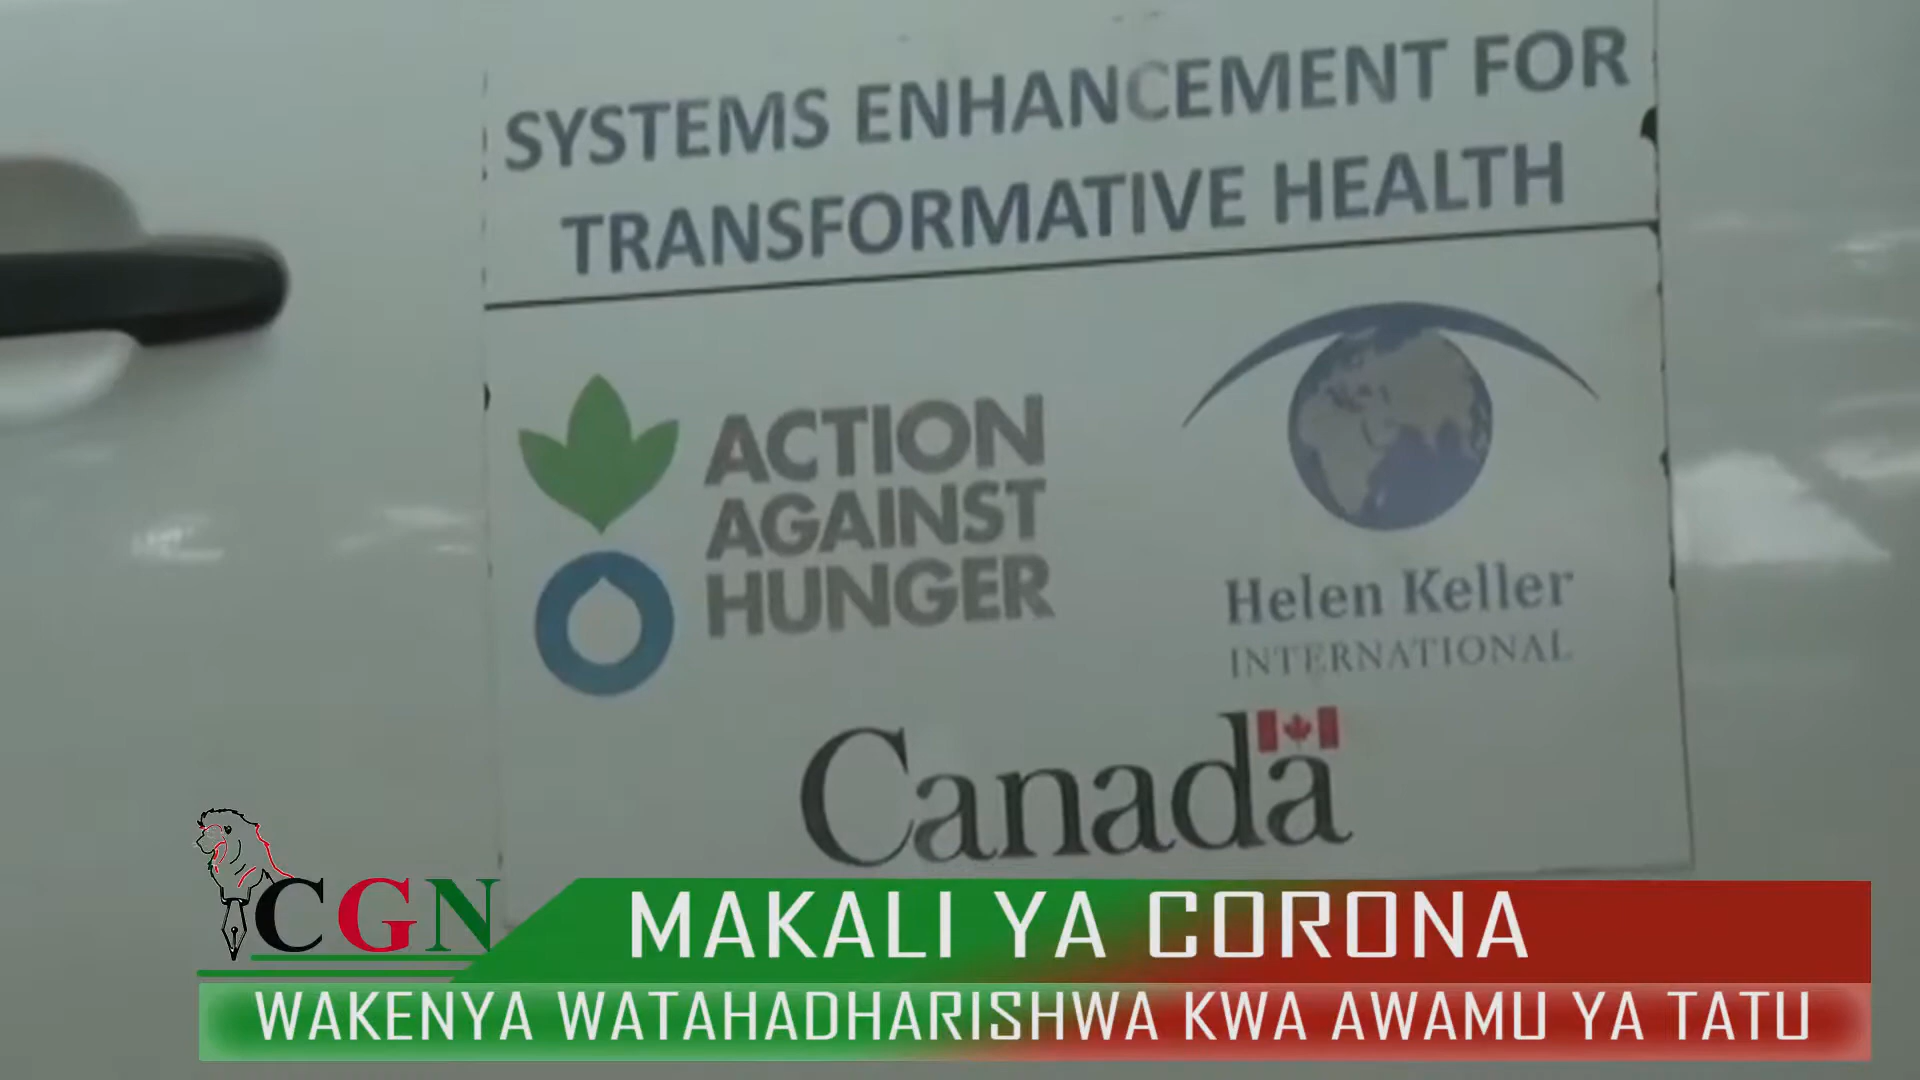 SYSTEMS ENHANCEMENT FOR
TRANSFORMATIVE HEALTH
ACTION
AGAINST
HUNGER
Helen Keller
INTERNATIONAL
Canada
CGN
MAKALI YA CORONA
WAKENYA WATAHADHARISHWA KWA AWAMU YA TATU